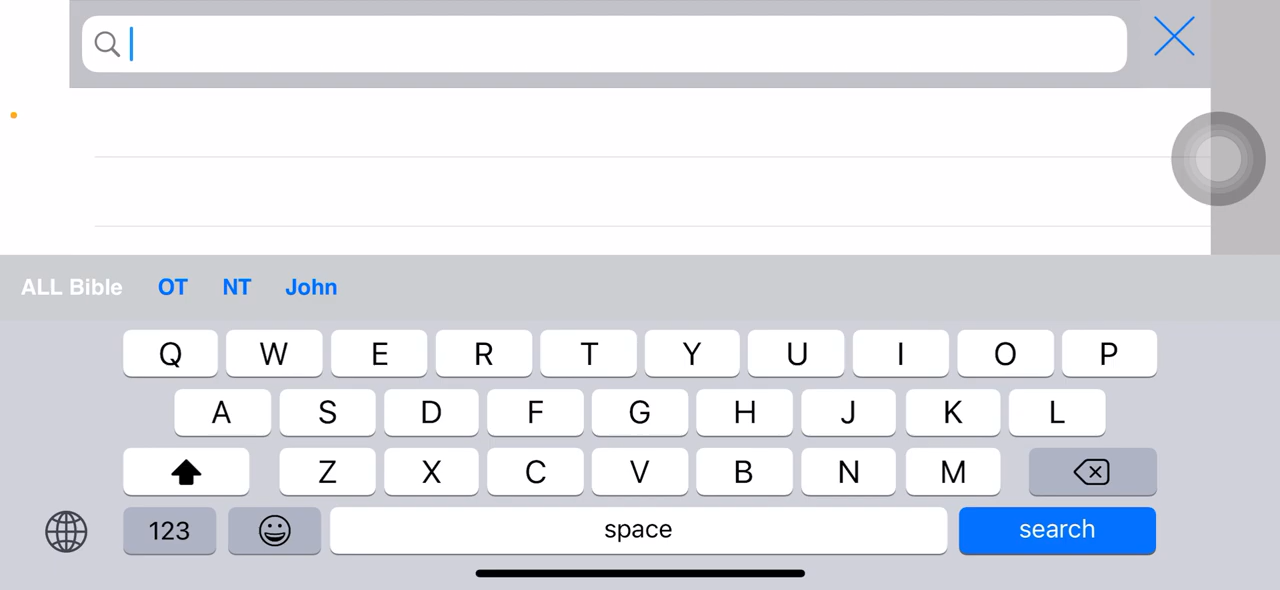 ALL Bible OT NT John
Q W E R T Y U I O P
A S D F G H J K L
Z X C V B N M
123 space search